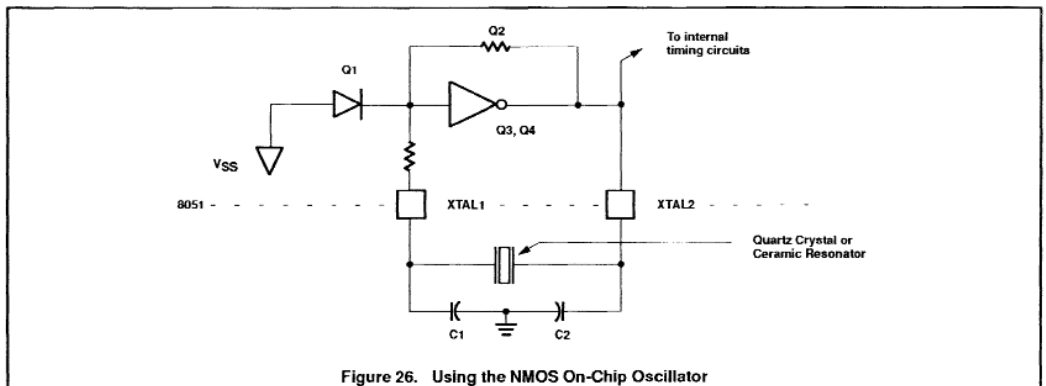 Q2
To internal
timing circuits
Q1
Q3, Q4
VSS
8051
XTAL1
XTAL2
Quartz Crystal or
Ceramic Resonator
C1
C2
Figure 26. Using the NMOS On-Chip Oscillator